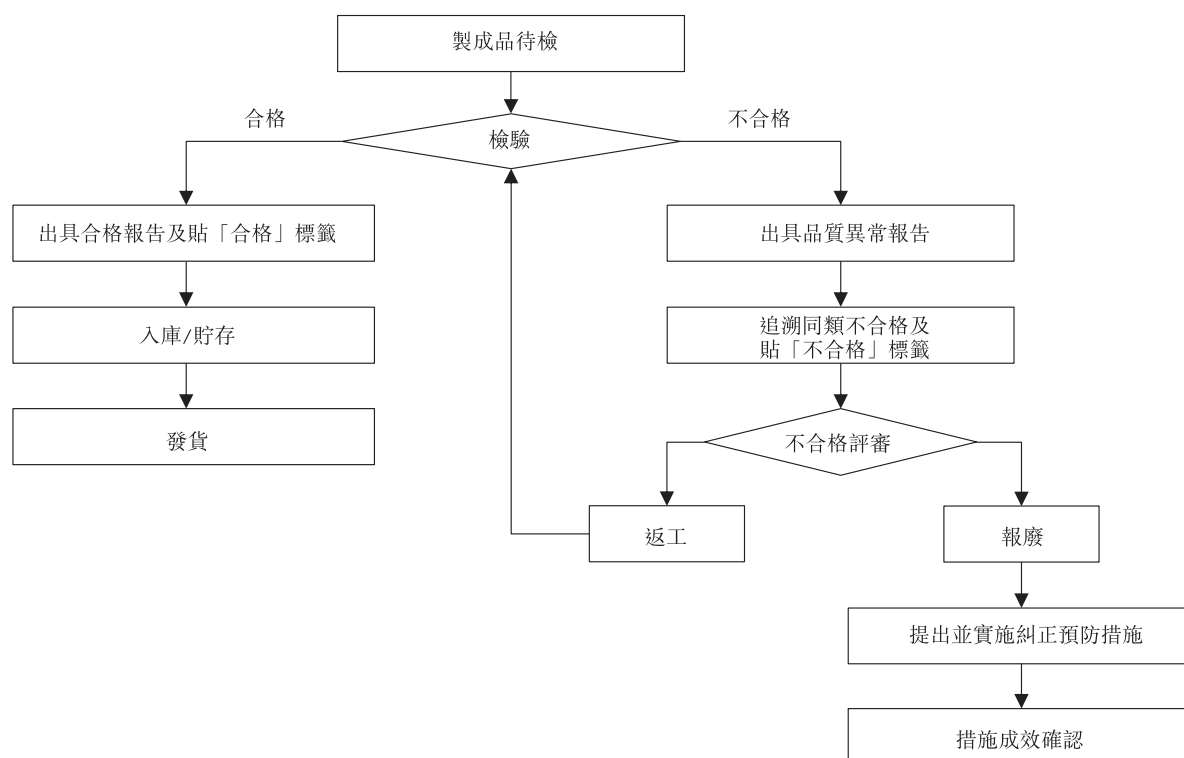 製成品待檢
合格
不合格
檢驗
出具合格報告及貼「合格」標籤
出具品質異常報告
入庫/貯存
追溯同類不合格及
貼「不合格」標籤
發貨
不合格評審
返工
報廢
提出並實施糾正預防措施
措施成效確認